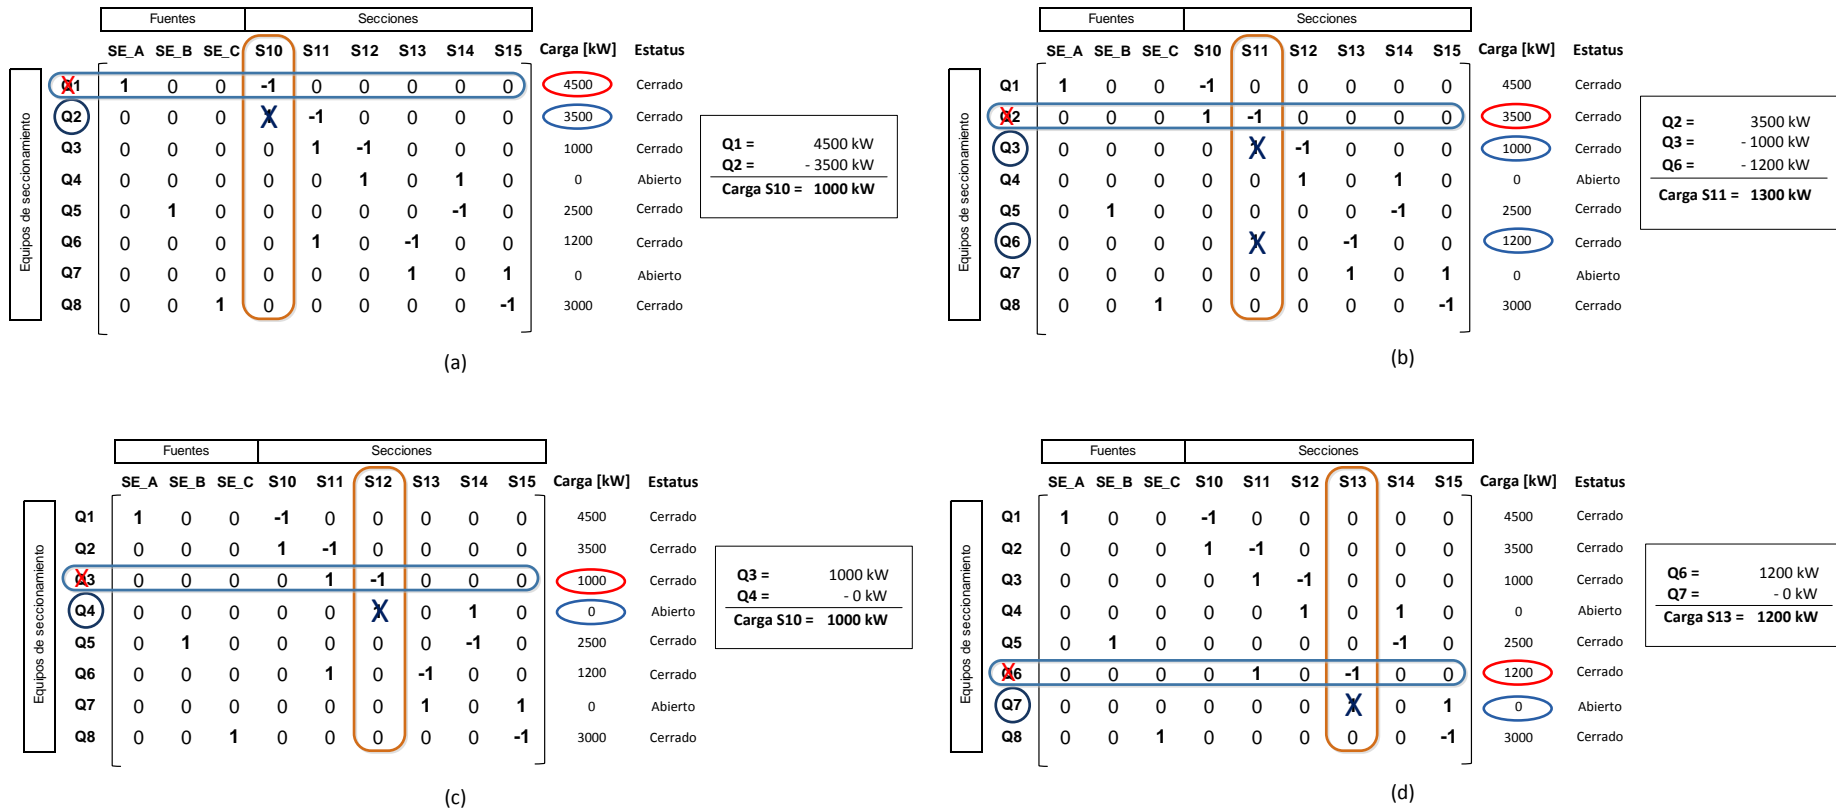 Fuentes Secciones
SE_A SE_B SE_C S10 S11 S12 S13 S14 S15 Carga [kW] Estatus
Equipos de seccionamiento
Q1 1 0 0 -1 0 0 0 0 0 4500 Cerrado
Q2 0 0 0 1 -1 0 0 0 0 3500 Cerrado
Q3 0 0 0 0 1 -1 0 0 0 1000 Cerrado
Q4 0 0 0 0 0 1 0 1 0 0 Abierto
Q5 0 1 0 0 0 0 0 -1 0 2500 Cerrado
Q6 0 0 0 0 1 0 -1 0 0 1200 Cerrado
Q7 0 0 0 0 0 0 1 0 1 0 Abierto
Q8 0 0 1 0 0 0 0 0 -1 3000 Cerrado
Q1 = 4500 kW
Q2 = - 3500 kW
Carga S10 = 1000 kW
(a)
Fuentes Secciones
SE_A SE_B SE_C S10 S11 S12 S13 S14 S15 Carga [kW] Estatus
Equipos de seccionamiento
Q1 1 0 0 -1 0 0 0 0 0 4500 Cerrado
Q2 0 0 0 1 -1 0 0 0 0 3500 Cerrado
Q3 0 0 0 0 1 -1 0 0 0 1000 Cerrado
Q4 0 0 0 0 0 1 0 1 0 0 Abierto
Q5 0 1 0 0 0 0 0 -1 0 2500 Cerrado
Q6 0 0 0 0 1 0 -1 0 0 1200 Cerrado
Q7 0 0 0 0 0 0 1 0 1 0 Abierto
Q8 0 0 1 0 0 0 0 0 -1 3000 Cerrado
Q2 = 3500 kW
Q3 = - 1000 kW
Q6 = - 1200 kW
Carga S11 = 1300 kW
(b)
Fuentes Secciones
SE_A SE_B SE_C S10 S11 S12 S13 S14 S15 Carga [kW] Estatus
Equipos de seccionamiento
Q1 1 0 0 -1 0 0 0 0 0 4500 Cerrado
Q2 0 0 0 1 -1 0 0 0 0 3500 Cerrado
Q3 0 0 0 0 1 -1 0 0 0 1000 Cerrado
Q4 0 0 0 0 0 1 0 1 0 0 Abierto
Q5 0 1 0 0 0 0 0 -1 0 2500 Cerrado
Q6 0 0 0 0 1 0 -1 0 0 1200 Cerrado
Q7 0 0 0 0 0 0 1 0 1 0 Abierto
Q8 0 0 1 0 0 0 0 0 -1 3000 Cerrado
Q3 = 1000 kW
Q4 = - 0 kW
Carga S10 = 1000 kW
(c)
Fuentes Secciones
SE_A SE_B SE_C S10 S11 S12 S13 S14 S15 Carga [kW] Estatus
Equipos de seccionamiento
Q1 1 0 0 -1 0 0 0 0 0 4500 Cerrado
Q2 0 0 0 1 -1 0 0 0 0 3500 Cerrado
Q3 0 0 0 0 1 -1 0 0 0 1000 Cerrado
Q4 0 0 0 0 0 1 0 1 0 0 Abierto
Q5 0 1 0 0 0 0 0 -1 0 2500 Cerrado
Q6 0 0 0 0 1 0 -1 0 0 1200 Cerrado
Q7 0 0 0 0 0 0 1 0 1 0 Abierto
Q8 0 0 1 0 0 0 0 0 -1 3000 Cerrado
Q6 = 1200 kW
Q7 = - 0 kW
Carga S13 = 1200 kW
(d)